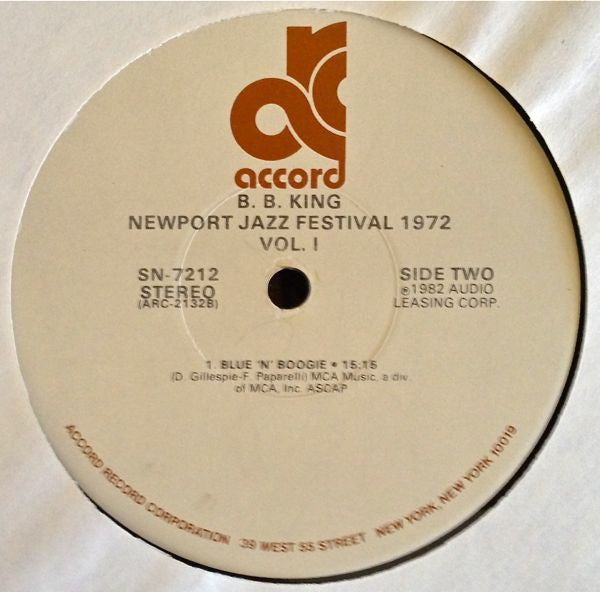 accord
B. B. KING
NEWPORT JAZZ FESTIVAL 1972
VOL. I
SN-7212
STEREO
(ARC-2132B)
SIDE TWO
℗1982 AUDIO
LEASING CORP.
1. BLUE 'N' BOOGIE • 15:15
(D. Gillespie-F. Paparelli) MCA Music, a div.
of MCA, Inc. ASCAP
ACCORD RECORD CORPORATION 39 WEST 55 STREET NEW YORK, NEW YORK 10019